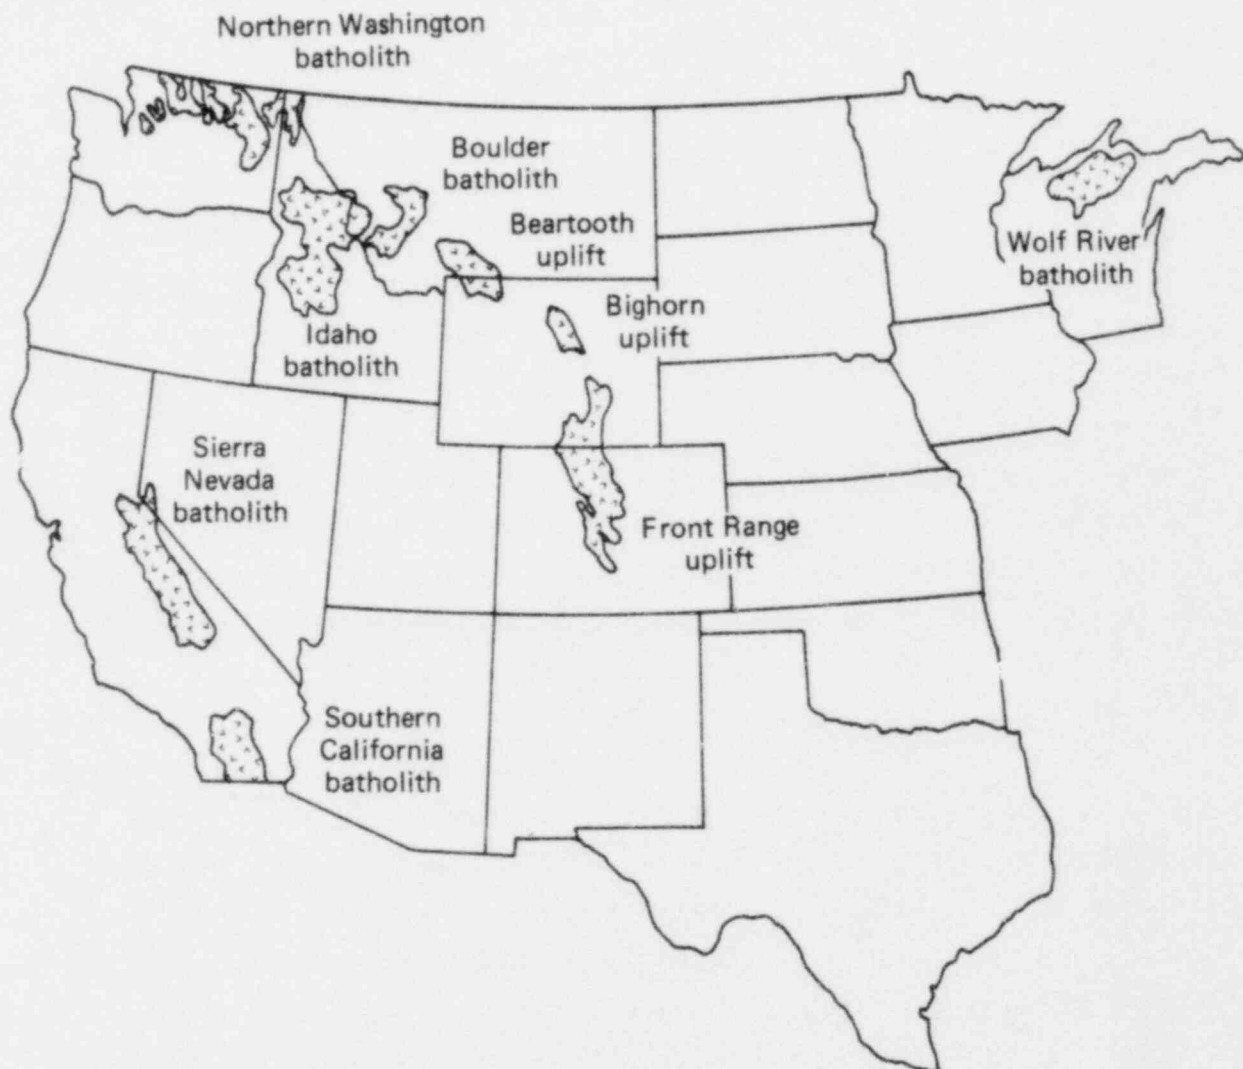 Northern Washington
batholith
Boulder
batholith
Beartooth
uplift
Wolf River
batholith
Bighorn
uplift
Idaho
batholith
Sierra
Nevada
batholith
Front Range
uplift
Southern
California
batholith